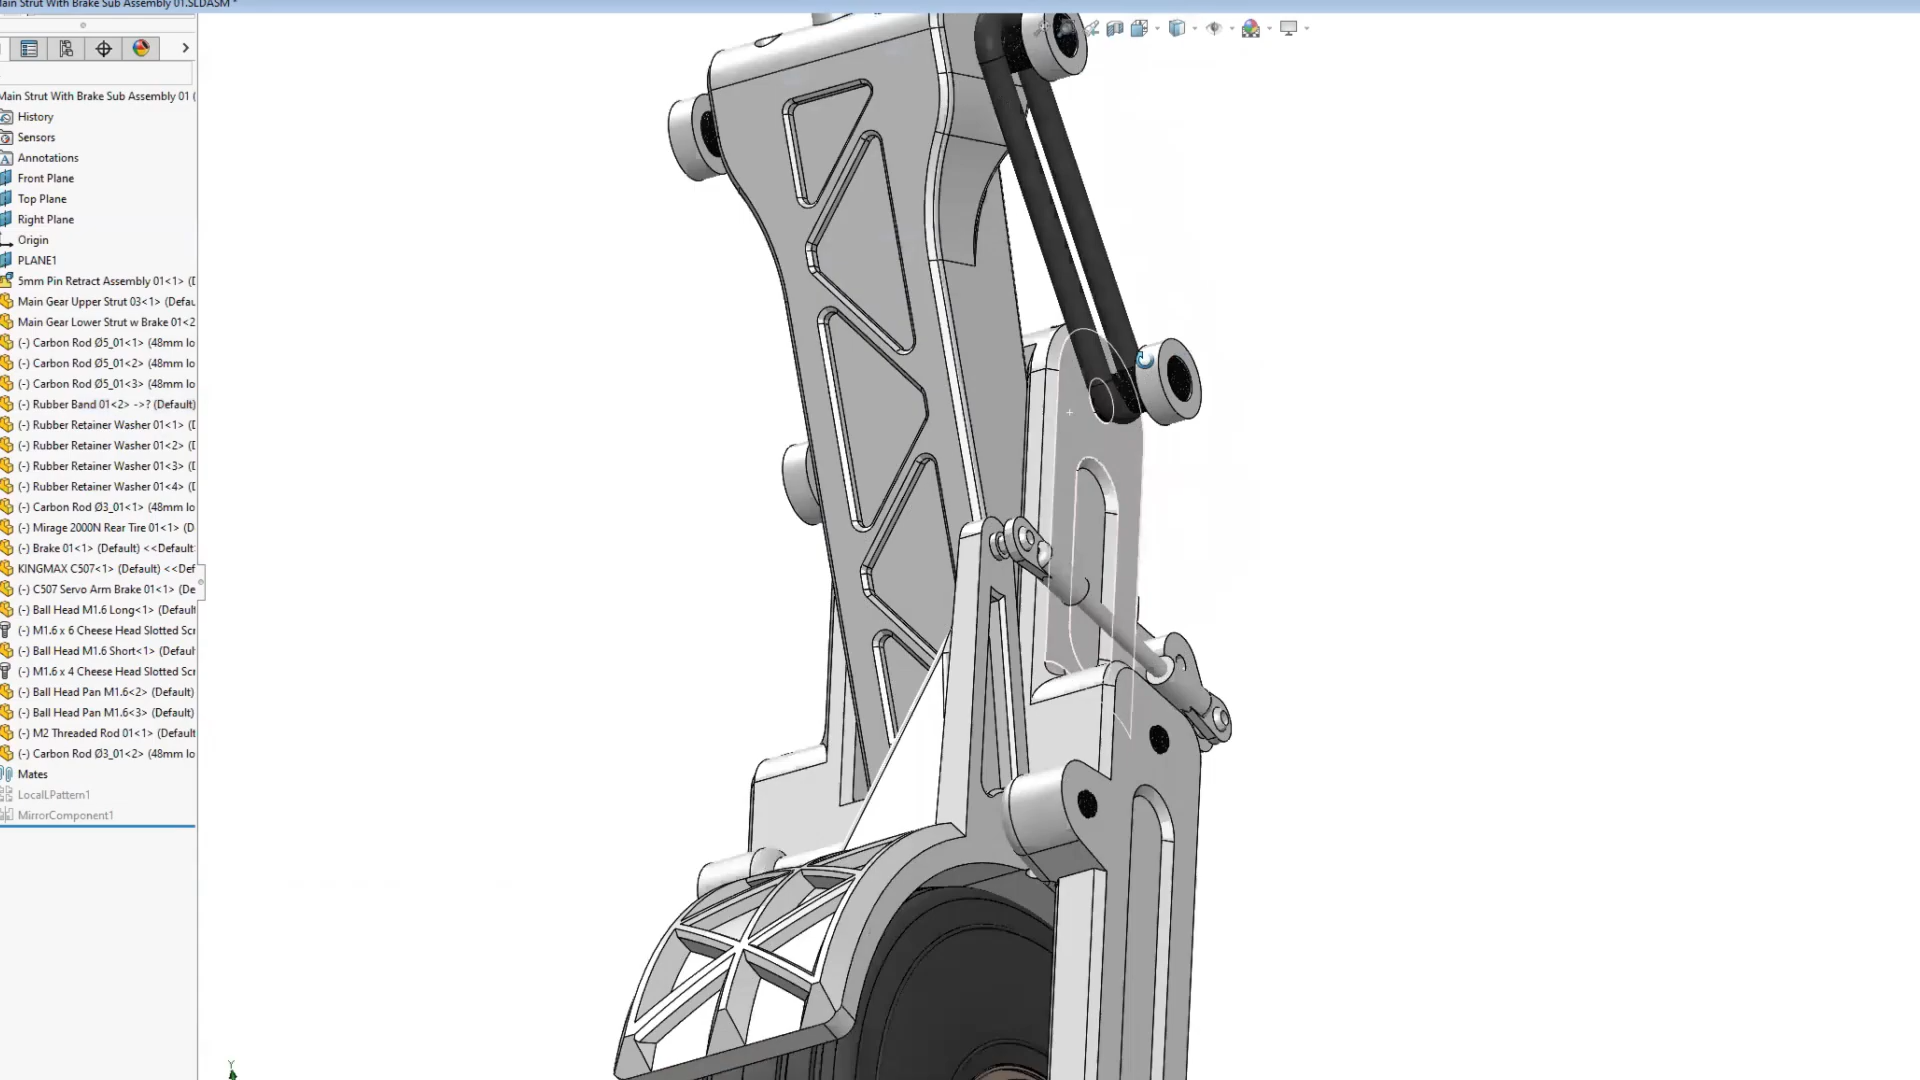 Main Strut With Brake Sub Assembly 01.SLDASM *
Main Strut With Brake Sub Assembly 01 (
History
Sensors
Annotations
Front Plane
Top Plane
Right Plane
Origin
PLANE1
5mm Pin Retract Assembly 01<1> (D
Main Gear Upper Strut 03<1> (Defau
Main Gear Lower Strut w Brake 01<2
(-) Carbon Rod Ø5_01<1> (48mm lo
(-) Carbon Rod Ø5_01<2> (48mm lo
(-) Carbon Rod Ø5_01<3> (48mm lo
(-) Rubber Band 01<2> ->? (Default)
(-) Rubber Retainer Washer 01<1> (D
(-) Rubber Retainer Washer 01<2> (D
(-) Rubber Retainer Washer 01<3> (D
(-) Rubber Retainer Washer 01<4> (D
(-) Carbon Rod Ø3_01<1> (48mm lo
(-) Mirage 2000N Rear Tire 01<1> (D
(-) Brake 01<1> (Default) <<Default
KINGMAX C507<1> (Default) <<Def
(-) C507 Servo Arm Brake 01<1> (De
(-) Ball Head M1.6 Long<1> (Default
(-) M1.6 x 6 Cheese Head Slotted Scr
(-) Ball Head M1.6 Short<1> (Default
(-) M1.6 x 4 Cheese Head Slotted Scr
(-) Ball Head Pan M1.6<2> (Default)
(-) Ball Head Pan M1.6<3> (Default)
(-) M2 Threaded Rod 01<1> (Default
(-) Carbon Rod Ø3_01<2> (48mm lo
Mates
LocalLPattern1
MirrorComponent1
Y